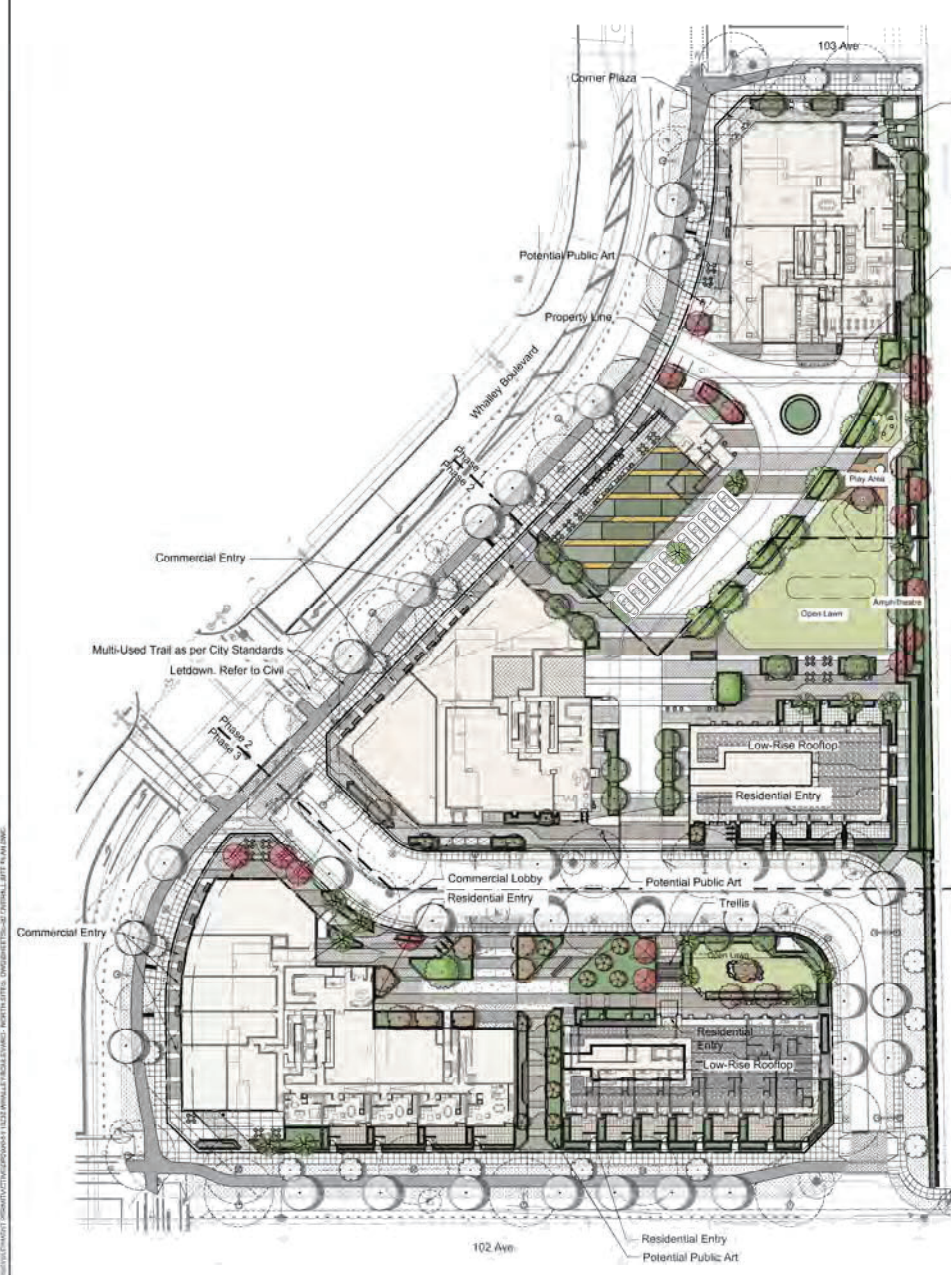 103 Ave
Corner Plaza
Potential Public Art
Property Line
Whalley Boulevard
Phase
Phase 2
Play Area
Commercial Entry
Open Lawn
Amphitheatre
Multi-Used Trail as per City Standards
Letdown. Refer to Civil
Phase 2
Phase 3
Low-Rise Rooftop
Residential Entry
Commercial Lobby
Potential Public Art
Residential Entry
Trellis
Commercial Entry
Open Lawn
Residential
Entry
Low-Rise Rooftop
102 Ave
Residential Entry
Potential Public Art